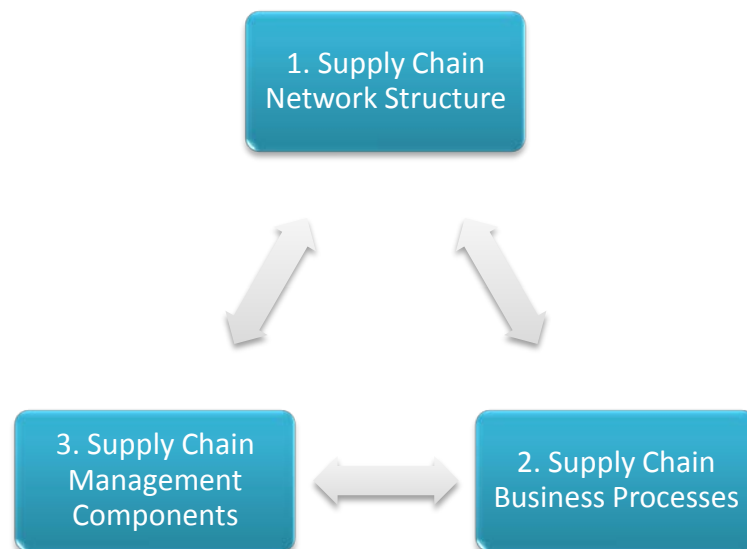 1. Supply Chain
Network Structure
3. Supply Chain
Management
Components
2. Supply Chain
Business Processes